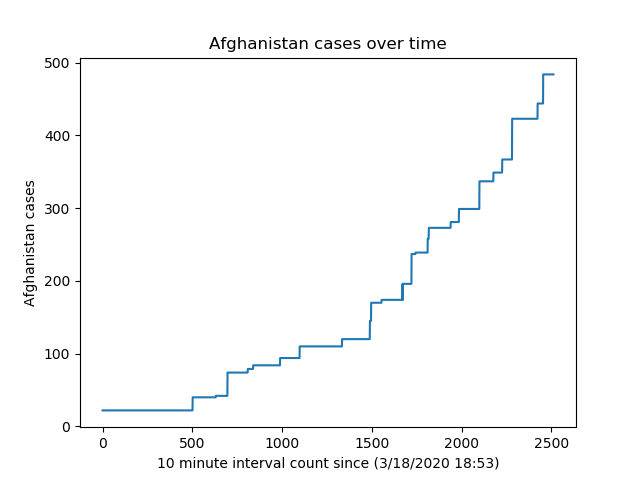 Afghanistan cases over time
500
400
300
200
100
0
Afghanistan cases
0 500 1000 1500 2000 2500
10 minute interval count since (3/18/2020 18:53)